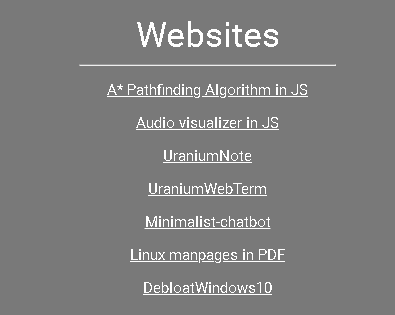 Websites
A* Pathfinding Algorithm in JS
Audio visualizer in JS
UraniumNote
UraniumWebTerm
Minimalist-chatbot
Linux manpages in PDF
DebloatWindows10